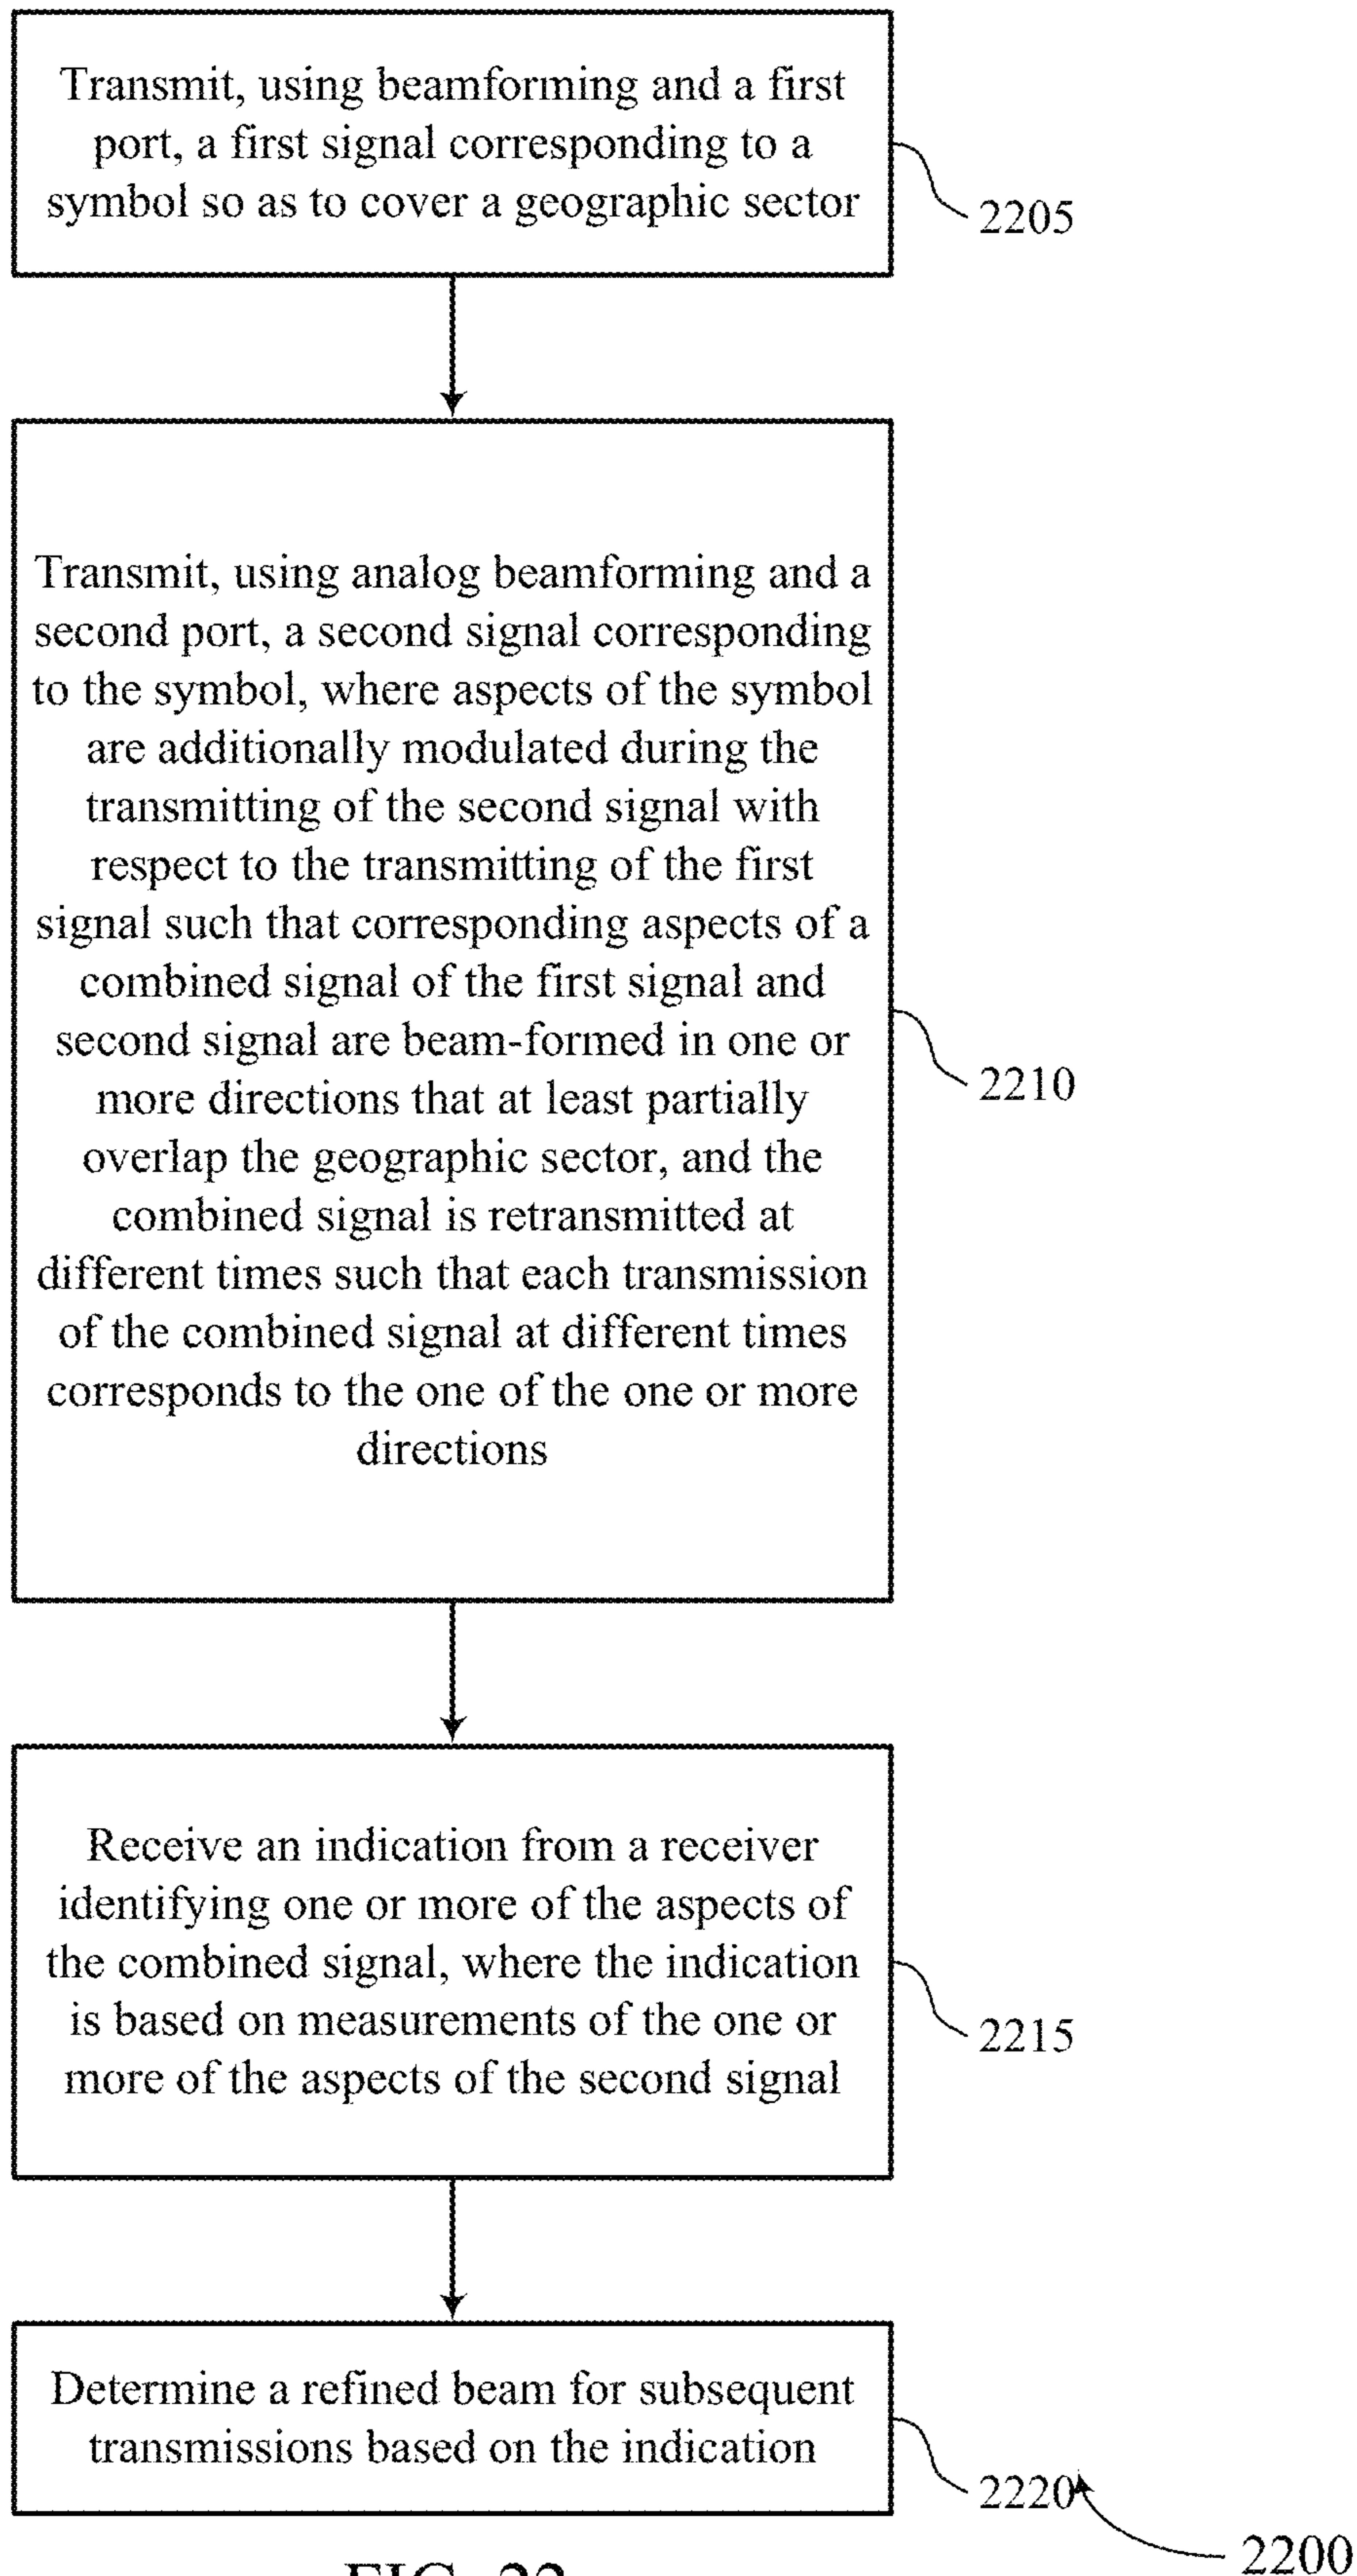 Transmit, using beamforming and a first
port, a first signal corresponding to a
symbol so as to cover a geographic sector
2205
Transmit, using analog beamforming and a
second port, a second signal corresponding
to the symbol, where aspects of the symbol
are additionally modulated during the
transmitting of the second signal with
respect to the transmitting of the first
signal such that corresponding aspects of a
combined signal of the first signal and
second signal are beam-formed in one or
more directions that at least partially
overlap the geographic sector, and the
combined signal is retransmitted at
different times such that each transmission
of the combined signal at different times
corresponds to the one of the one or more
directions
2210
Receive an indication from a receiver
identifying one or more of the aspects of
the combined signal, where the indication
is based on measurements of the one or
more of the aspects of the second signal
2215
Determine a refined beam for subsequent
transmissions based on the indication
2220
2200
FIG. 22